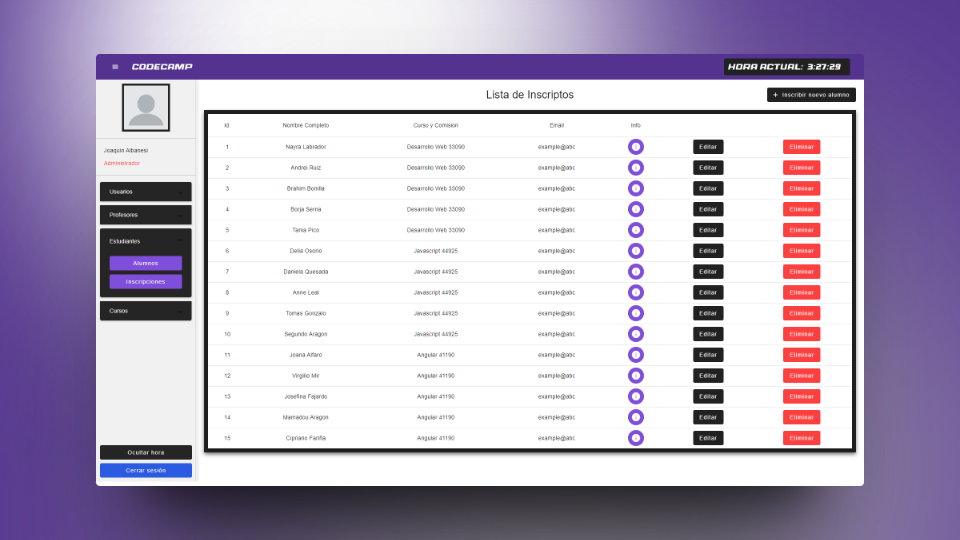 CODECAMP
HORA ACTUAL: 3:27:29
Joaquin Albanesi
Administrador
Usuarios
Profesores
Estudiantes
Alumnos
Inscripciones
Cursos
Ocultar hora
Cerrar sesión
Lista de Inscriptos
+ Inscribir nuevo alumno
Id Nombre Completo Curso y Comision Email Info
1 Nayra Labrador Desarrollo Web 33090 example@abc Editar Eliminar
2 Andrei Ruiz Desarrollo Web 33090 example@abc Editar Eliminar
3 Brahim Bonilla Desarrollo Web 33090 example@abc Editar Eliminar
4 Borja Serna Desarrollo Web 33090 example@abc Editar Eliminar
5 Tania Pico Desarrollo Web 33090 example@abc Editar Eliminar
6 Delia Osorio Javascript 44925 example@abc Editar Eliminar
7 Daniela Quesada Javascript 44925 example@abc Editar Eliminar
8 Anne Leal Javascript 44925 example@abc Editar Eliminar
9 Tomas Gonzalo Javascript 44925 example@abc Editar Eliminar
10 Segundo Aragon Javascript 44925 example@abc Editar Eliminar
11 Joana Alfaro Angular 41190 example@abc Editar Eliminar
12 Virgilio Mir Angular 41190 example@abc Editar Eliminar
13 Josefina Fajardo Angular 41190 example@abc Editar Eliminar
14 Mamadou Aragon Angular 41190 example@abc Editar Eliminar
15 Cipriano Fariña Angular 41190 example@abc Editar Eliminar